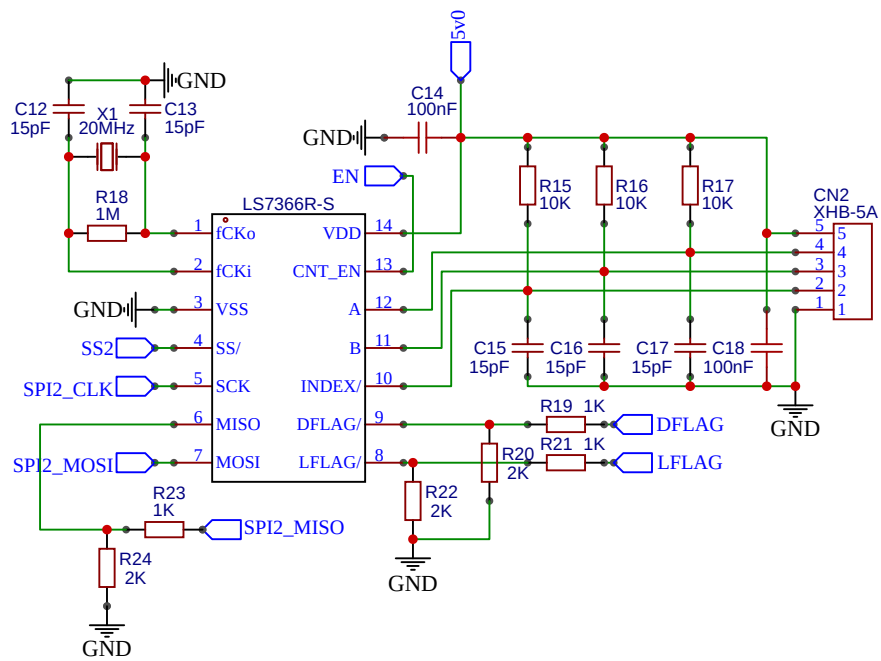 5v0
GND
C12
15pF
X1
20MHz
C13
15pF
C14
100nF
GND
EN
R18
1M
LS7366R-S
R15
10K
R16
10K
R17
10K
CN2
XHB-5A
1 fCKo VDD 14
2 fCKi CNT_EN 13
GND 3 VSS A 12
SS2 4 SS/ B 11
SPI2_CLK 5 SCK INDEX/ 10
6 MISO DFLAG/ 9
SPI2_MOSI 7 MOSI LFLAG/ 8
5 5
4 4
3 3
2 2
1 1
C15
15pF
C16
15pF
C17
15pF
C18
100nF
GND
R19 1K DFLAG
R21 1K LFLAG
R20
2K
R22
2K
GND
R23
1K
SPI2_MISO
R24
2K
GND